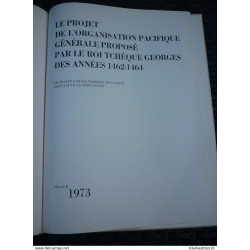 LE PROJET
DE L'ORGANISATION PACIFIQUE
GÉNÉRALE PROPOSÉ
PAR LE ROI TCHÈQUE GEORGES
DES ANNÉES 1462-1464
1973